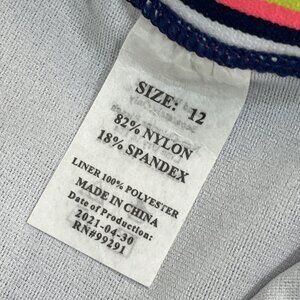 SIZE: 12
82% NYLON
18% SPANDEX
LINER 100% POLYESTER
MADE IN CHINA
Date of Production:
2021-04-30
RN#99291